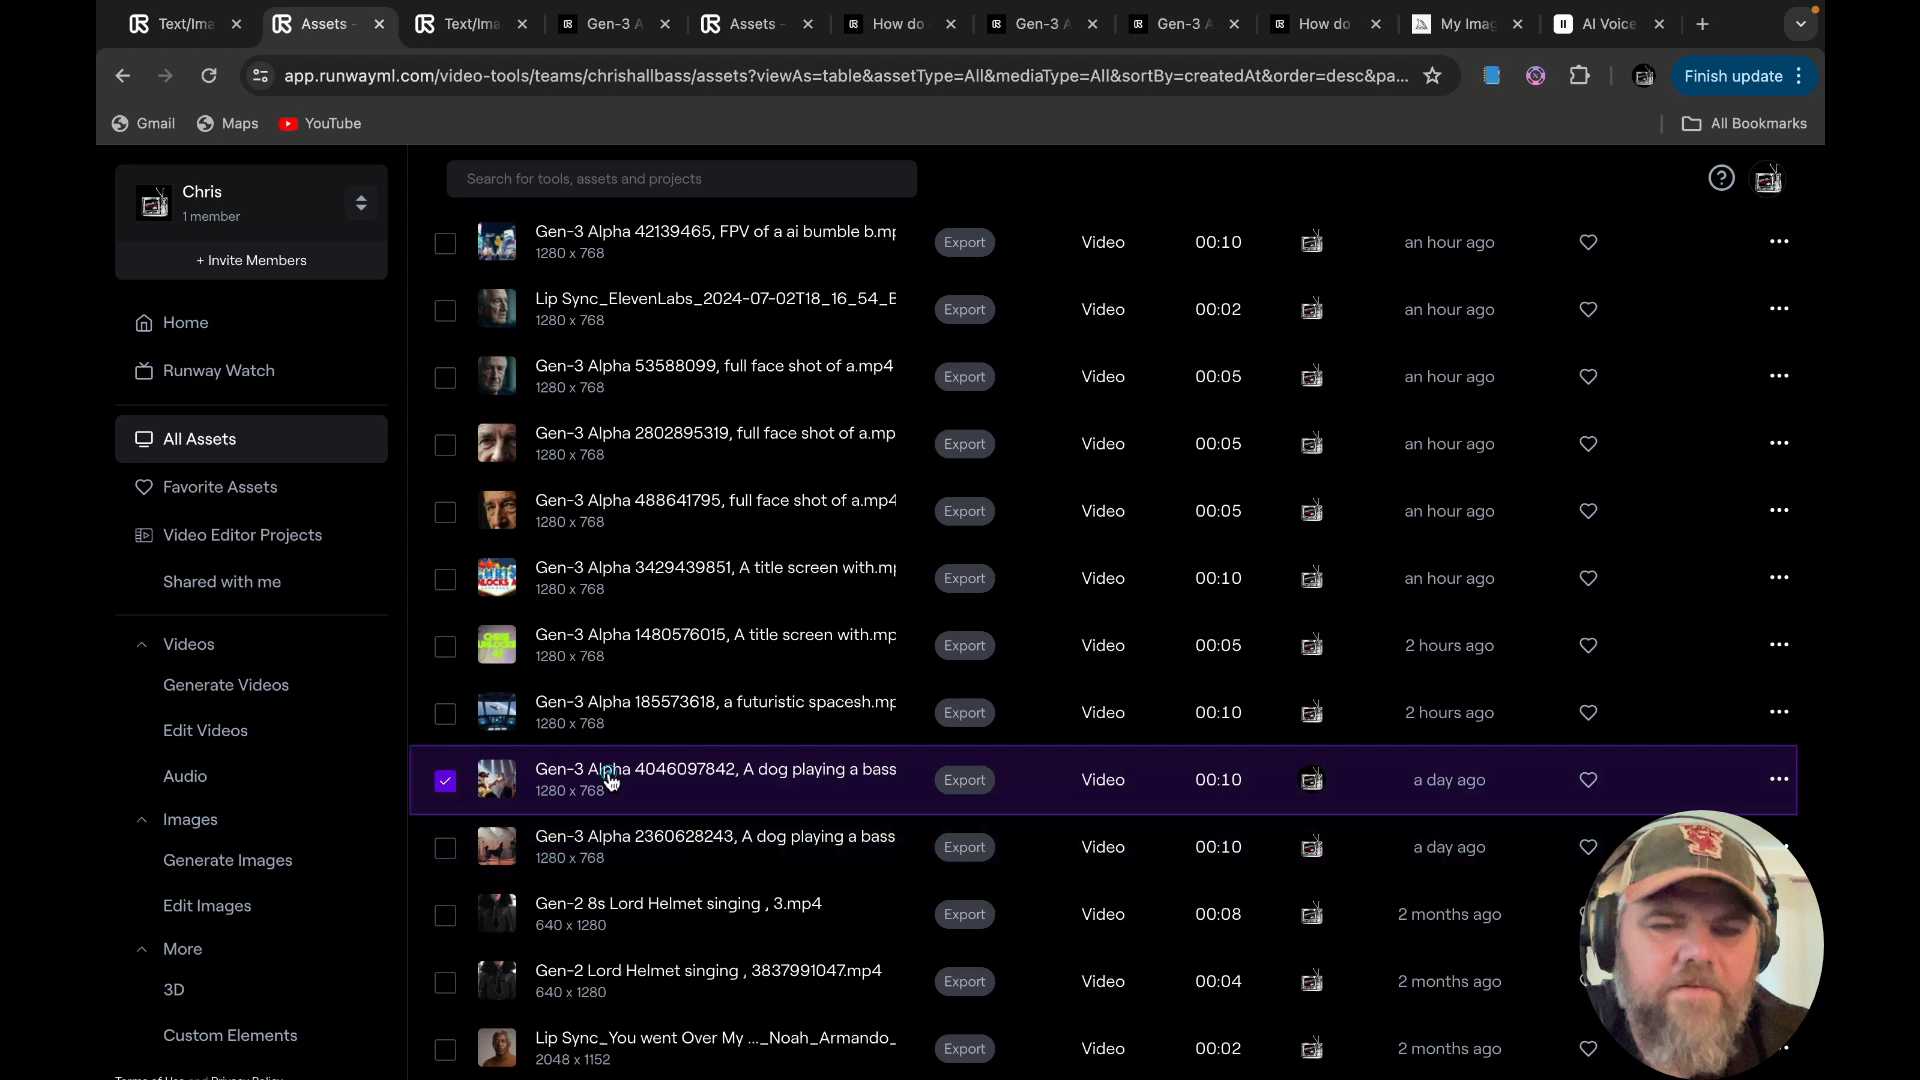 Text/Ima
Assets -
Text/Ima
Gen-3 A
Assets -
How do
Gen-3 A
Gen-3 A
How do
My Imag
AI Voice
app.runwayml.com/video-tools/teams/chrishallbass/assets?viewAs=table&assetType=All&mediaType=All&sortBy=createdAt&order=desc&pa...
Finish update
Gmail
Maps
YouTube
All Bookmarks
Chris
1 member
+ Invite Members
Home
Runway Watch
All Assets
Favorite Assets
Video Editor Projects
Shared with me
Videos
Generate Videos
Edit Videos
Audio
Images
Generate Images
Edit Images
More
3D
Custom Elements
Terms of Use and Privacy Policy
Search for tools, assets and projects
Gen-3 Alpha 42139465, FPV of a ai bumble b.mp
1280 x 768
Export Video 00:10 an hour ago
Lip Sync_ElevenLabs_2024-07-02T18_16_54_B
1280 x 768
Export Video 00:02 an hour ago
Gen-3 Alpha 53588099, full face shot of a.mp4
1280 x 768
Export Video 00:05 an hour ago
Gen-3 Alpha 2802895319, full face shot of a.mp
1280 x 768
Export Video 00:05 an hour ago
Gen-3 Alpha 488641795, full face shot of a.mp4
1280 x 768
Export Video 00:05 an hour ago
Gen-3 Alpha 3429439851, A title screen with.mp
1280 x 768
Export Video 00:10 an hour ago
Gen-3 Alpha 1480576015, A title screen with.mp
1280 x 768
Export Video 00:05 2 hours ago
Gen-3 Alpha 185573618, a futuristic spacesh.mp
1280 x 768
Export Video 00:10 2 hours ago
Gen-3 Alpha 4046097842, A dog playing a bass
1280 x 768
Export Video 00:10 a day ago
Gen-3 Alpha 2360628243, A dog playing a bass
1280 x 768
Export Video 00:10 a day ago
Gen-2 8s Lord Helmet singing , 3.mp4
640 x 1280
Export Video 00:08 2 months ago
Gen-2 Lord Helmet singing , 3837991047.mp4
640 x 1280
Export Video 00:04 2 months ago
Lip Sync_You went Over My ..._Noah_Armando_
2048 x 1152
Export Video 00:02 2 months ago